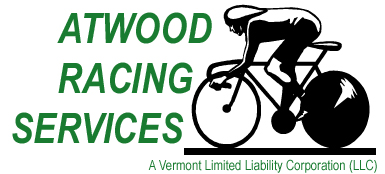 ATWOOD
RACING
SERVICES
A Vermont Limited Liability Corporation (LLC)